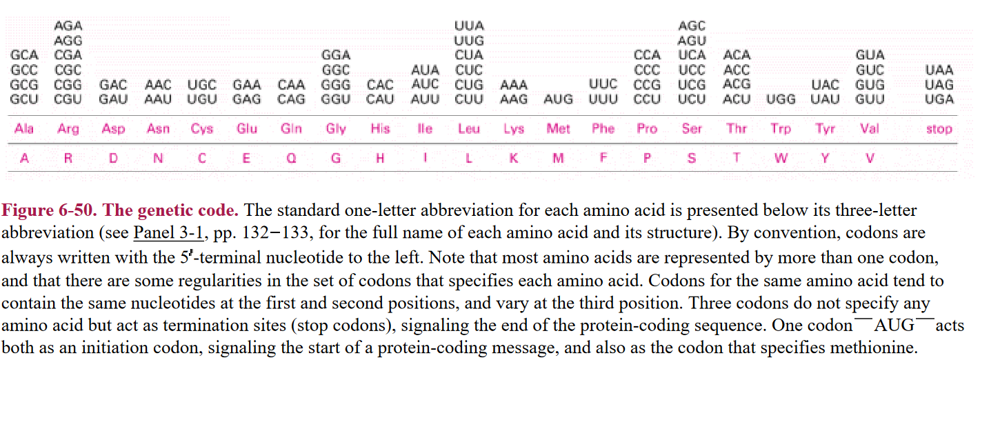 AGA UUA AGC
AGG UUG AGU
GCA CGA GGA CUA CCA UCA ACA GUA
GCC CGC GGC AUA CUC CCC UCC ACC GUC UAA
GCG CGG GAC AAC UGC GAA CAA GGG CAC AUC CUG AAA UUC CCG UCG ACG UAC GUG UAG
GCU CGU GAU AAU UGU GAG CAG GGU CAU AUU CUU AAG AUG UUU CCU UCU ACU UGG UAU GUU UGA
Ala Arg Asp Asn Cys Glu Gln Gly His Ile Leu Lys Met Phe Pro Ser Thr Trp Tyr Val stop
A R D N C E Q G H I L K M F P S T W Y V
Figure 6-50. The genetic code. The standard one-letter abbreviation for each amino acid is presented below its three-letter
abbreviation (see Panel 3-1, pp. 132–133, for the full name of each amino acid and its structure). By convention, codons are
always written with the 5′-terminal nucleotide to the left. Note that most amino acids are represented by more than one codon,
and that there are some regularities in the set of codons that specifies each amino acid. Codons for the same amino acid tend to
contain the same nucleotides at the first and second positions, and vary at the third position. Three codons do not specify any
amino acid but act as termination sites (stop codons), signaling the end of the protein-coding sequence. One codon—AUG—acts
both as an initiation codon, signaling the start of a protein-coding message, and also as the codon that specifies methionine.